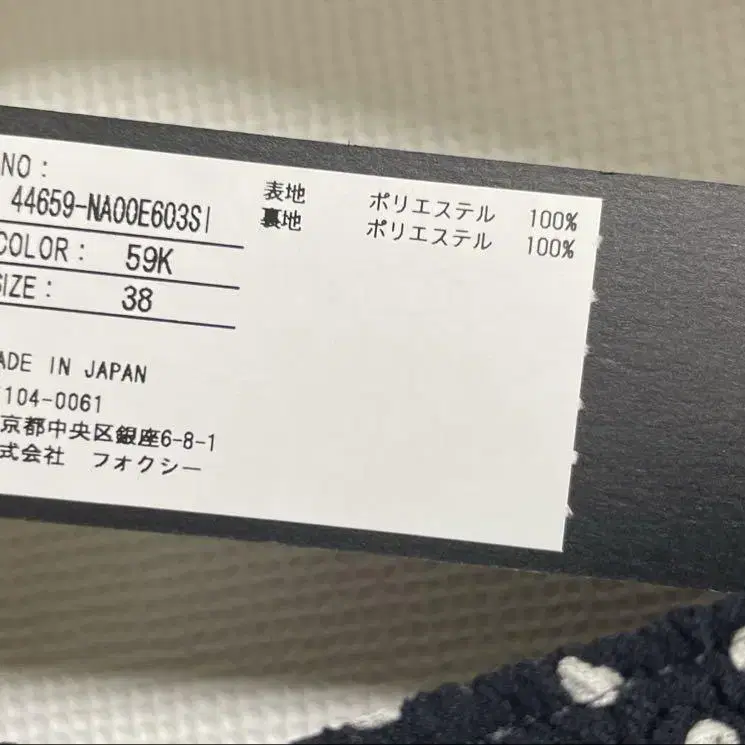 NO:
44659-NA00E603SI
COLOR: 59K
SIZE: 38
表地 ポリエステル 100%
裏地 ポリエステル 100%
ADE IN JAPAN
104-0061
京都中央区銀座6-8-1
式会社 フォクシー